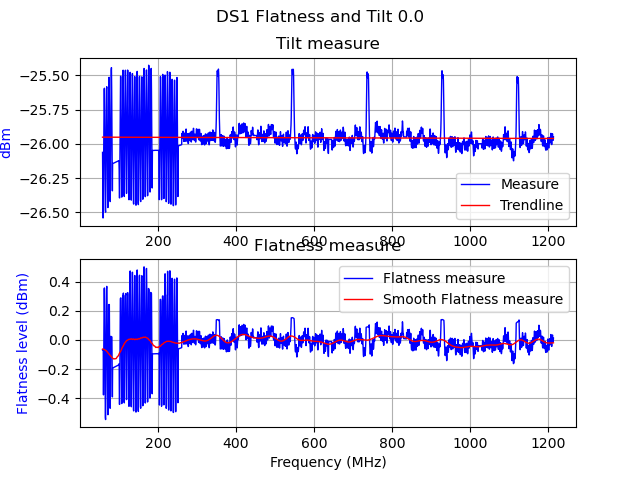 DS1 Flatness and Tilt 0.0
Tilt measure
dBm
−25.50
−25.75
−26.00
−26.25
−26.50
Measure
Trendline
200 400 600 800 1000 1200
Flatness measure
Flatness level (dBm)
0.4
0.2
0.0
−0.2
−0.4
Flatness measure
Smooth Flatness measure
200 400 600 800 1000 1200
Frequency (MHz)